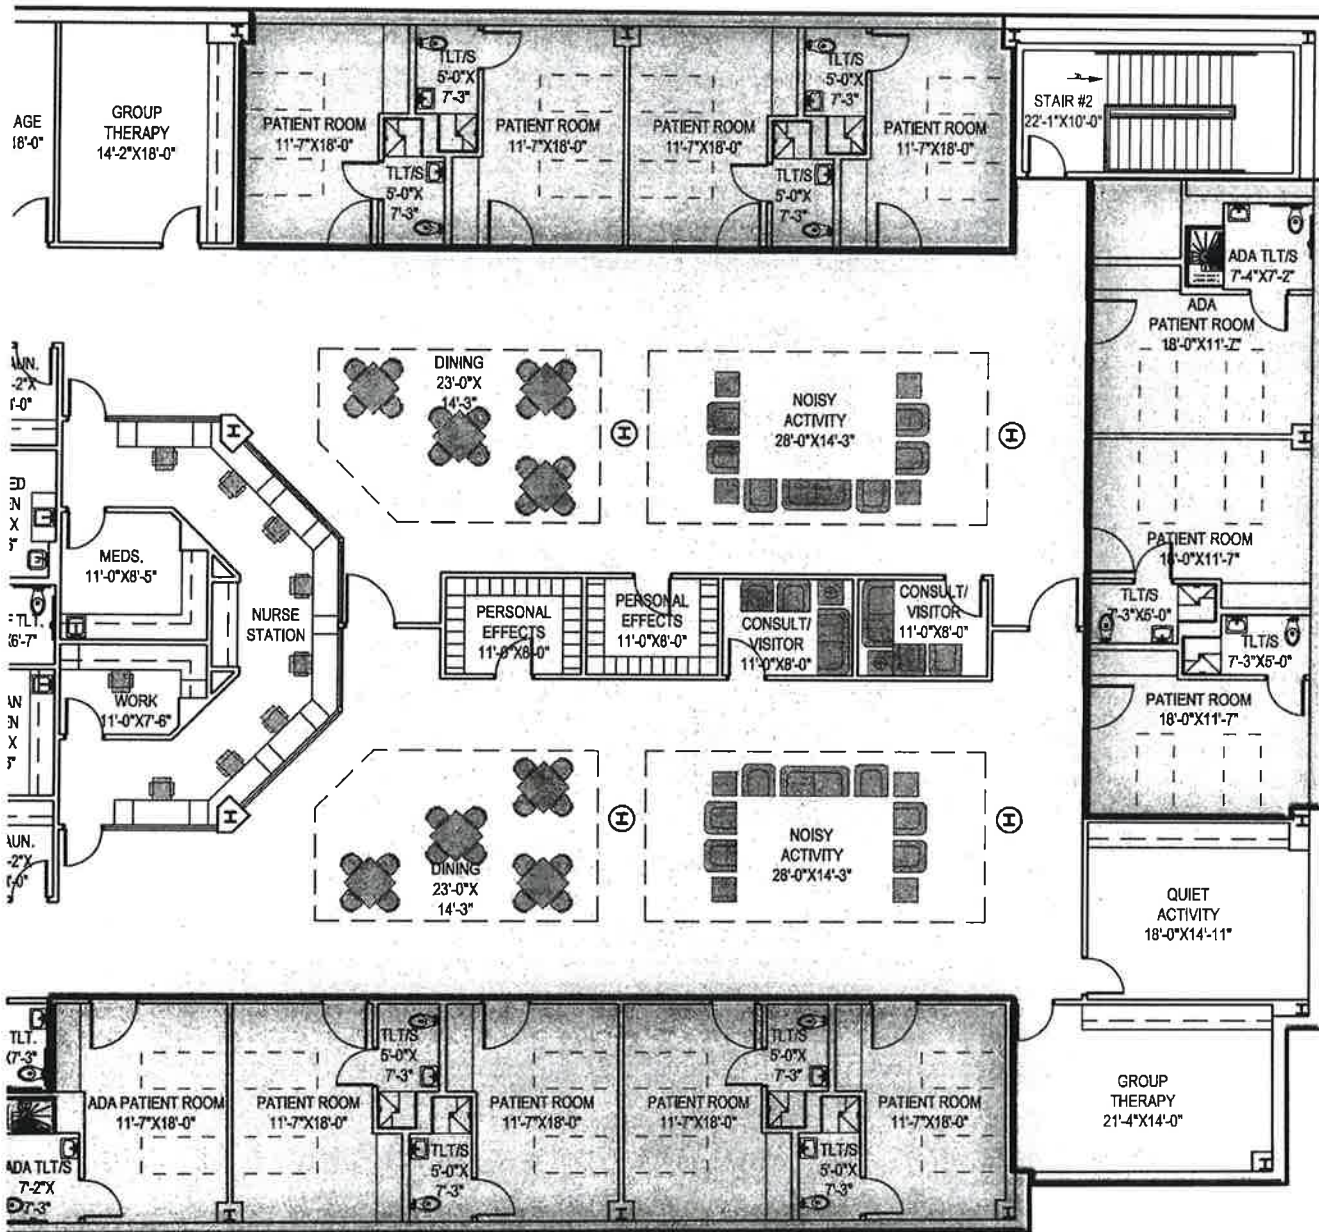 AGE
18'-0"
GROUP
THERAPY
14'-2"X18'-0"
PATIENT ROOM
11'-7"X18'-0"
TLT/S
5'-0"X
7'-3"
TLT/S
5'-0"X
7'-3"
PATIENT ROOM
11'-7"X18'-0"
PATIENT ROOM
11'-7"X18'-0"
TLT/S
5'-0"X
7'-3"
TLT/S
5'-0"X
7'-3"
PATIENT ROOM
11'-7"X18'-0"
STAIR #2
22'-1"X10'-0"
ADA TLT/S
7'-4"X7'-2"
ADA
PATIENT ROOM
18'-0"X11'-7"
DINING
23'-0"X
14'-3"
NOISY
ACTIVITY
28'-0"X14'-3"
PATIENT ROOM
18'-0"X11'-7"
TLT/S
7'-3"X5'-0"
TLT/S
7'-3"X5'-0"
PATIENT ROOM
18'-0"X11'-7"
AUN.
-2"X
MEDS.
11'-0"X8'-5"
NURSE
STATION
WORK
11'-0"X7'-6"
PERSONAL
EFFECTS
11'-0"X8'-0"
PERSONAL
EFFECTS
11'-0"X8'-0"
CONSULT/
VISITOR
11'-0"X8'-0"
CONSULT/
VISITOR
11'-0"X8'-0"
DINING
23'-0"X
14'-3"
NOISY
ACTIVITY
28'-0"X14'-3"
QUIET
ACTIVITY
18'-0"X14'-11"
AUN.
-2"X
TLT.
ADA TLT/S
7'-2"X
7'-3"
ADA PATIENT ROOM
11'-7"X18'-0"
PATIENT ROOM
11'-7"X18'-0"
TLT/S
5'-0"X
7'-3"
TLT/S
5'-0"X
7'-3"
PATIENT ROOM
11'-7"X18'-0"
PATIENT ROOM
11'-7"X18'-0"
TLT/S
5'-0"X
7'-3"
TLT/S
5'-0"X
7'-3"
PATIENT ROOM
11'-7"X18'-0"
GROUP
THERAPY
21'-4"X14'-0"